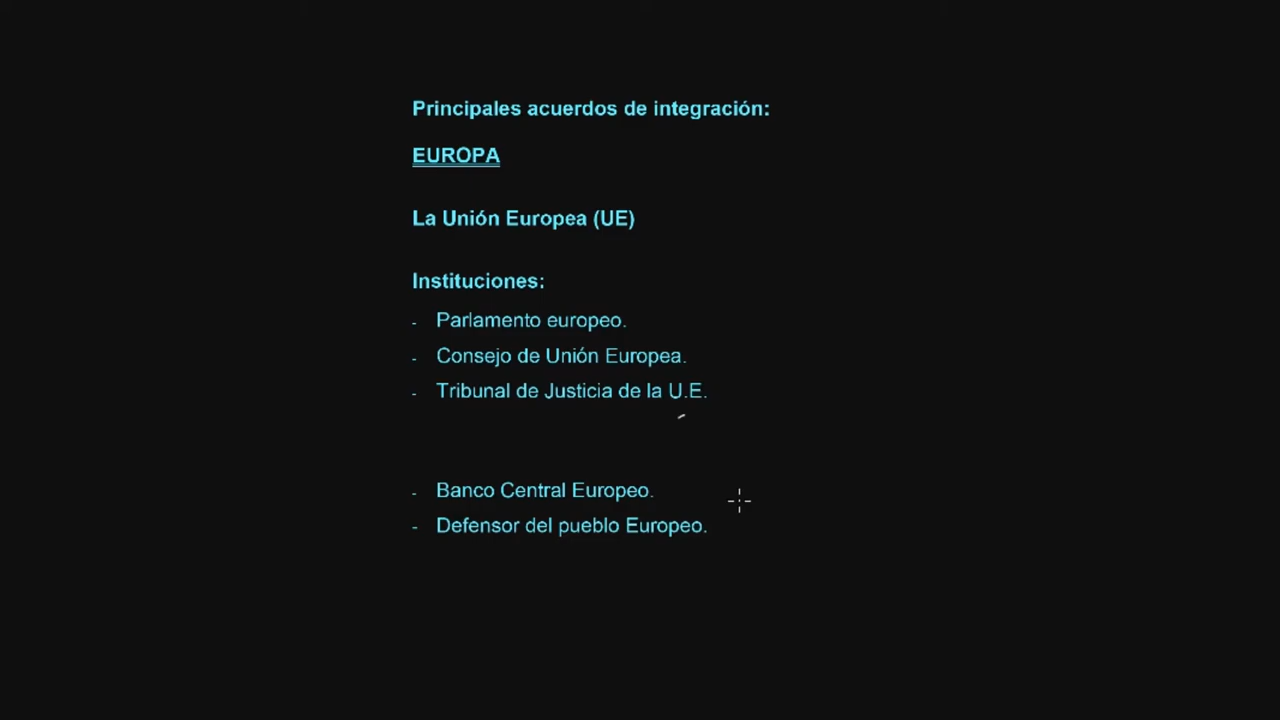 Principales acuerdos de integración:
EUROPA
La Unión Europea (UE)
Instituciones:
- Parlamento europeo.
- Consejo de Unión Europea.
- Tribunal de Justicia de la U.E.
- Banco Central Europeo.
- Defensor del pueblo Europeo.